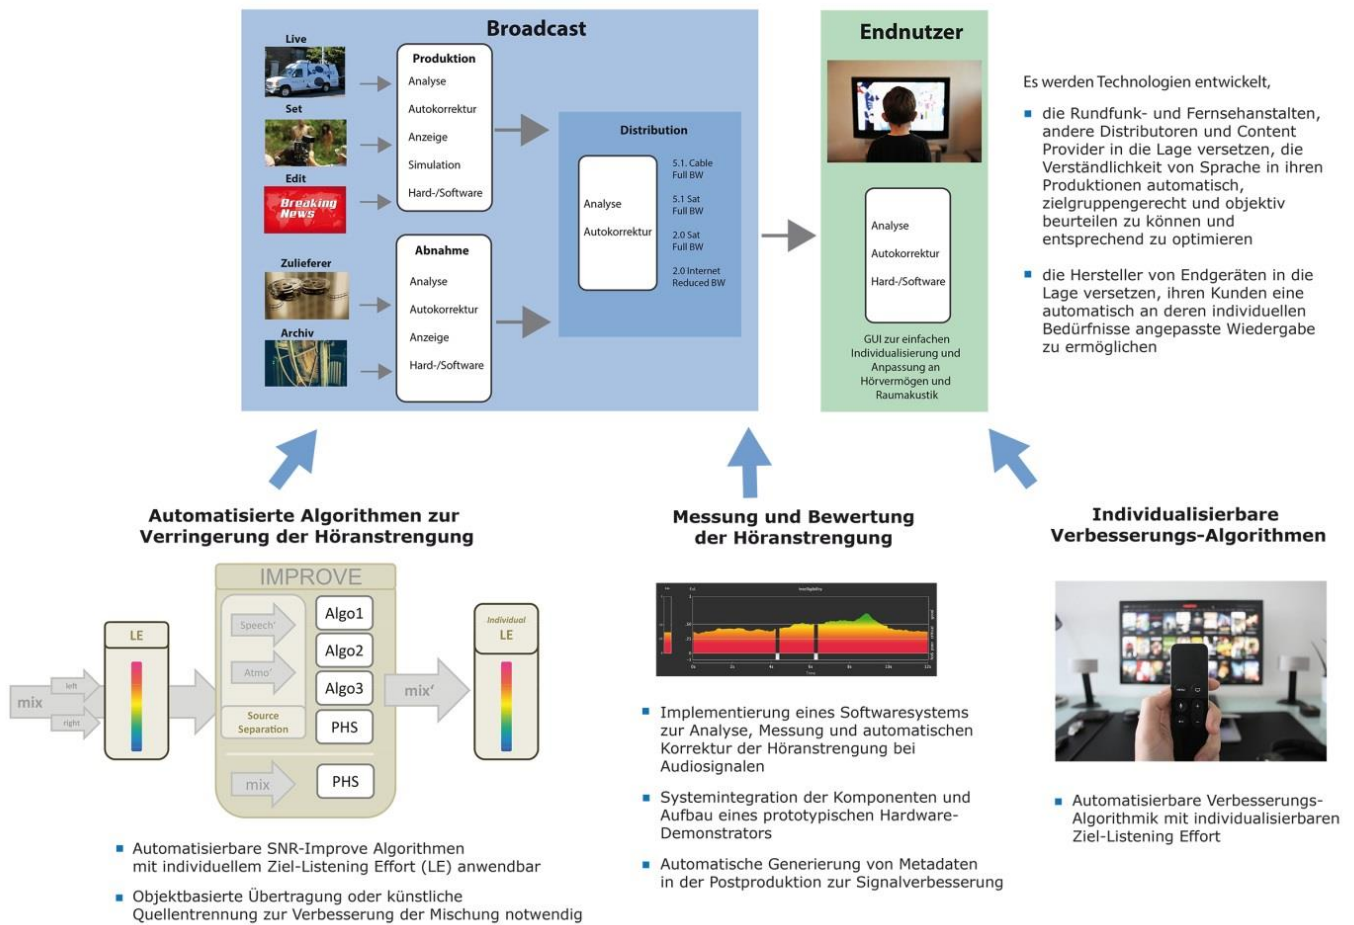 Broadcast
Live
Set
Edit
Breaking
News
Zulieferer
Archiv
Produktion
Analyse
Autokorrektur
Anzeige
Simulation
Hard-/Software
Abnahme
Analyse
Autokorrektur
Anzeige
Hard-/Software
Distribution
Analyse
Autokorrektur
5.1. Cable
Full BW
5.1 Sat
Full BW
2.0 Sat
Full BW
2.0 Internet
Reduced BW
Endnutzer
Analyse
Autokorrektur
Hard-/Software
GUI zur einfachen
Individualisierung und
Anpassung an
Hörvermögen und
Raumakustik
Es werden Technologien entwickelt,
die Rundfunk- und Fernsehanstalten,
andere Distributoren und Content
Provider in die Lage versetzen, die
Verständlichkeit von Sprache in ihren
Produktionen automatisch,
zielgruppengerecht und objektiv
beurteilen zu können und
entsprechend zu optimieren
die Hersteller von Endgeräten in die
Lage versetzen, ihren Kunden eine
automatisch an deren individuellen
Bedürfnisse angepasste Wiedergabe
zu ermöglichen
Automatisierte Algorithmen zur
Verringerung der Höranstrengung
mix
left
right
LE
IMPROVE
Speech'
Atmo'
Source
Separation
Algo1
Algo2
Algo3
PHS
mix
PHS
mix‘
Individual
LE
Automatisierbare SNR-Improve Algorithmen
mit individuellem Ziel-Listening Effort (LE) anwendbar
Objektbasierte Übertragung oder künstliche
Quellentrennung zur Verbesserung der Mischung notwendig
Messung und Bewertung
der Höranstrengung
Intelligibility
0s 2s 4s 6s 8s 10s 12s
Time
Implementierung eines Softwaresystems
zur Analyse, Messung und automatischen
Korrektur der Höranstrengung bei
Audiosignalen
Systemintegration der Komponenten und
Aufbau eines prototypischen Hardware-
Demonstrators
Automatische Generierung von Metadaten
in der Postproduktion zur Signalverbesserung
Individualisierbare
Verbesserungs-Algorithmen
Automatisierbare Verbesserungs-
Algorithmik mit individualisierbaren
Ziel-Listening Effort